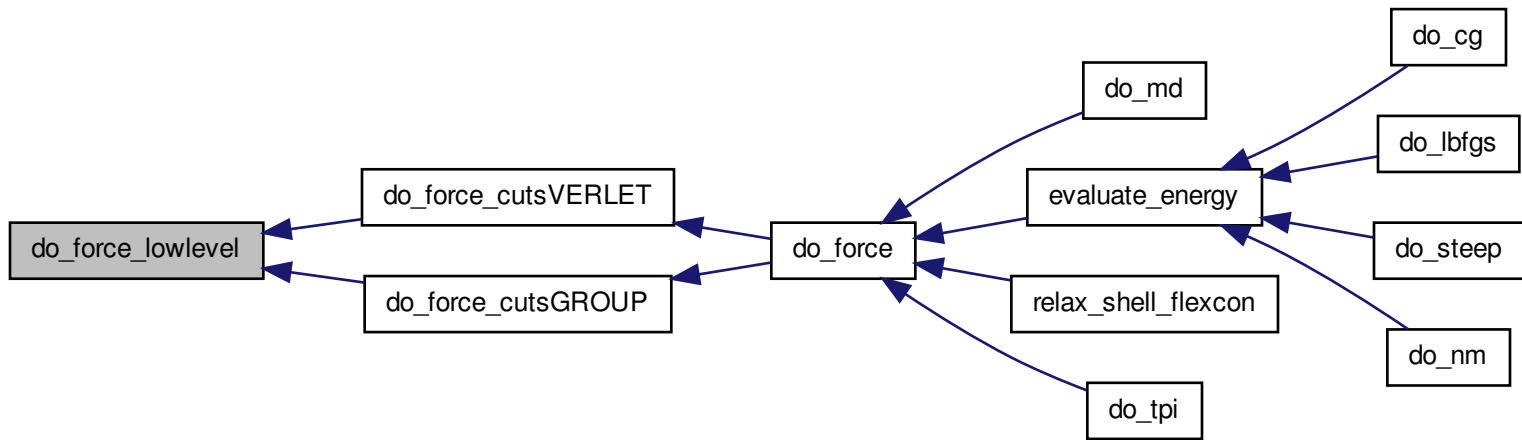 do_cg
do_md
do_lbfgs
do_force_cutsVERLET
evaluate_energy
do_force_lowlevel
do_force
do_steep
do_force_cutsGROUP
relax_shell_flexcon
do_nm
do_tpi